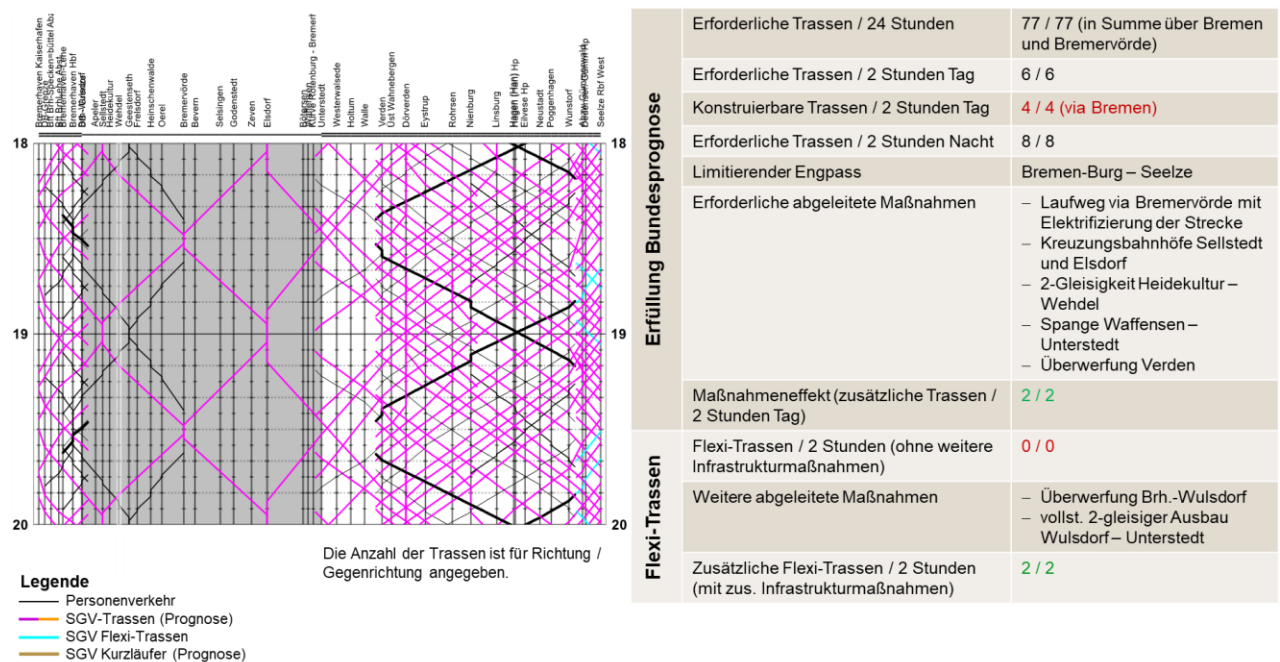 Bremerhaven Kaiserhafen
Bremerhaven-Lehe
Bremerhaven Hbf
Apeler
Sellstedt
Heidekultur
Wehdel
Geestenseth
Frelsdorf
Heinschenwalde
Oerel
Bremervörde
Bevern
Selsingen
Godenstedt
Zeven
Elsdorf
Unterstedt
Westerwalsede
Holtum
Walle
Verden
Üst Wahnebergen
Dörverden
Eystrup
Rohrsen
Nienburg
Linsburg
Hagen (Han) Hp
Eilvese Hp
Neustadt
Poggenhagen
Wunstorf
Seelze Rbf West
18
18
19
19
20
20
Die Anzahl der Trassen ist für Richtung /
Gegenrichtung angegeben.
Legende
Personenverkehr
SGV-Trassen (Prognose)
SGV Flexi-Trassen
SGV Kurzläufer (Prognose)
Erfüllung Bundesprognose
Erforderliche Trassen / 24 Stunden
77 / 77 (in Summe über Bremen
und Bremervörde)
Erforderliche Trassen / 2 Stunden Tag
6 / 6
Konstruierbare Trassen / 2 Stunden Tag
4 / 4 (via Bremen)
Erforderliche Trassen / 2 Stunden Nacht
8 / 8
Limitierender Engpass
Bremen-Burg – Seelze
Erforderliche abgeleitete Maßnahmen
– Laufweg via Bremervörde mit
Elektrifizierung der Strecke
– Kreuzungsbahnhöfe Sellstedt
und Elsdorf
– 2-Gleisigkeit Heidekultur –
Wehdel
– Spange Waffensen –
Unterstedt
– Überwerfung Verden
Maßnahmeneffekt (zusätzliche Trassen /
2 Stunden Tag)
2 / 2
Flexi-Trassen
Flexi-Trassen / 2 Stunden (ohne weitere
Infrastrukturmaßnahmen)
0 / 0
Weitere abgeleitete Maßnahmen
– Überwerfung Brh.-Wulsdorf
– vollst. 2-gleisiger Ausbau
Wulsdorf – Unterstedt
Zusätzliche Flexi-Trassen / 2 Stunden
(mit zus. Infrastrukturmaßnahmen)
2 / 2